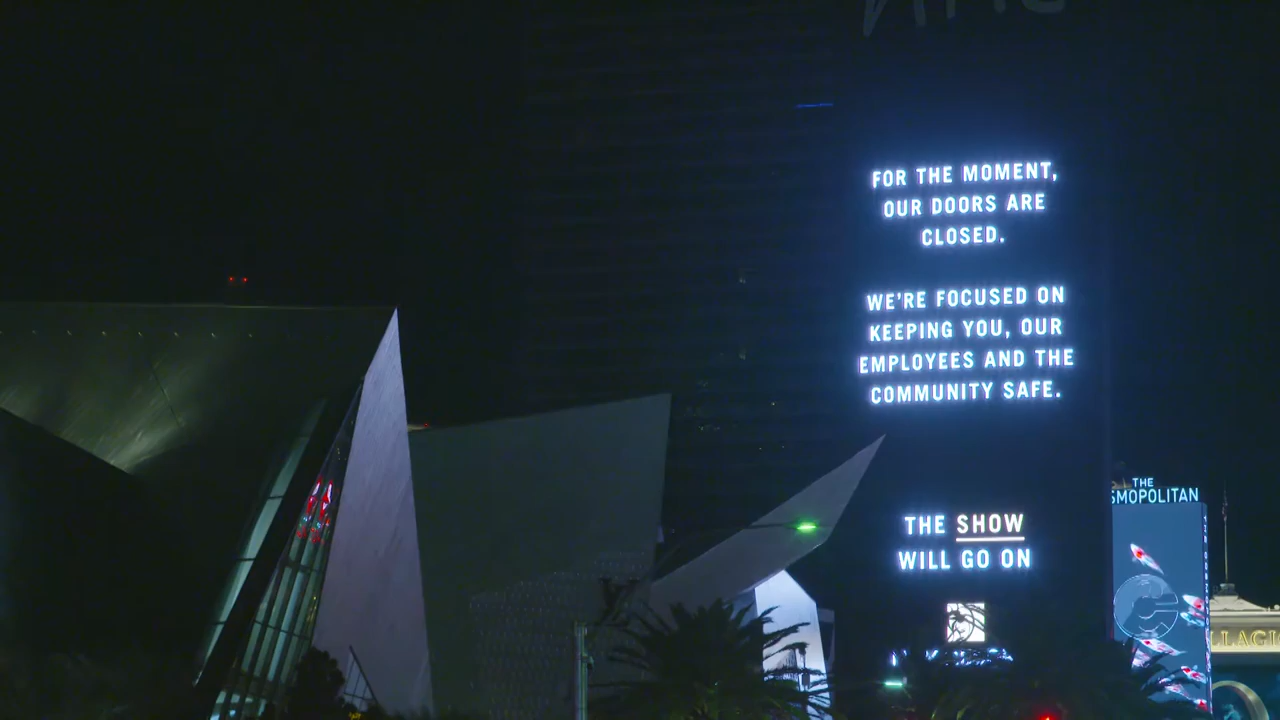 FOR THE MOMENT,
OUR DOORS ARE
CLOSED.
WE'RE FOCUSED ON
KEEPING YOU, OUR
EMPLOYEES AND THE
COMMUNITY SAFE.
THE SHOW
WILL GO ON
THE
SMOPOLITAN
LLAGI